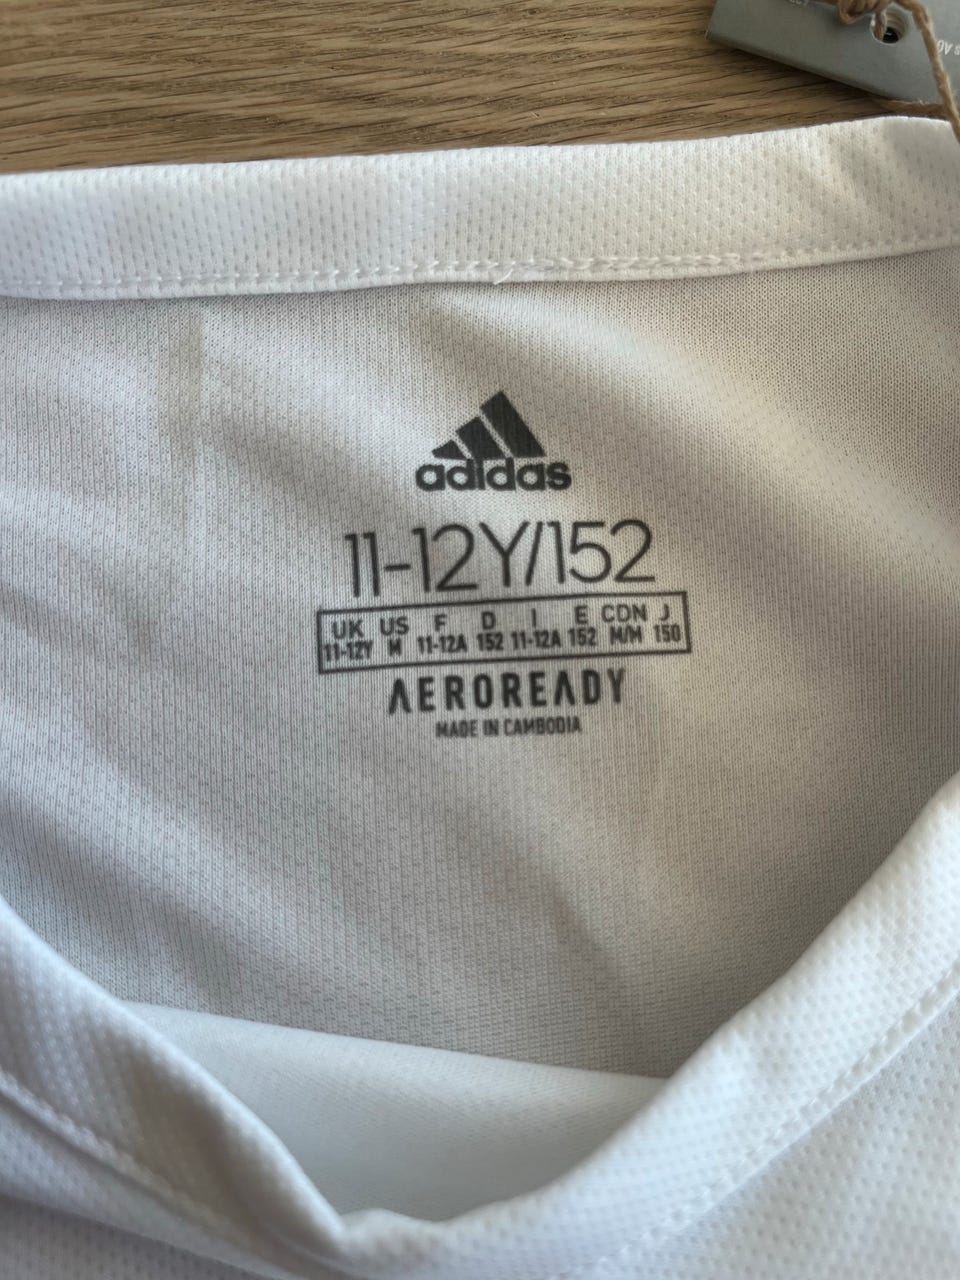 adidas
11-12Y/152
UK US F D I E CDN J
11-12Y M 11-12A 152 11-12A 152 M/M 150
AEROREADY
MADE IN CAMBODIA